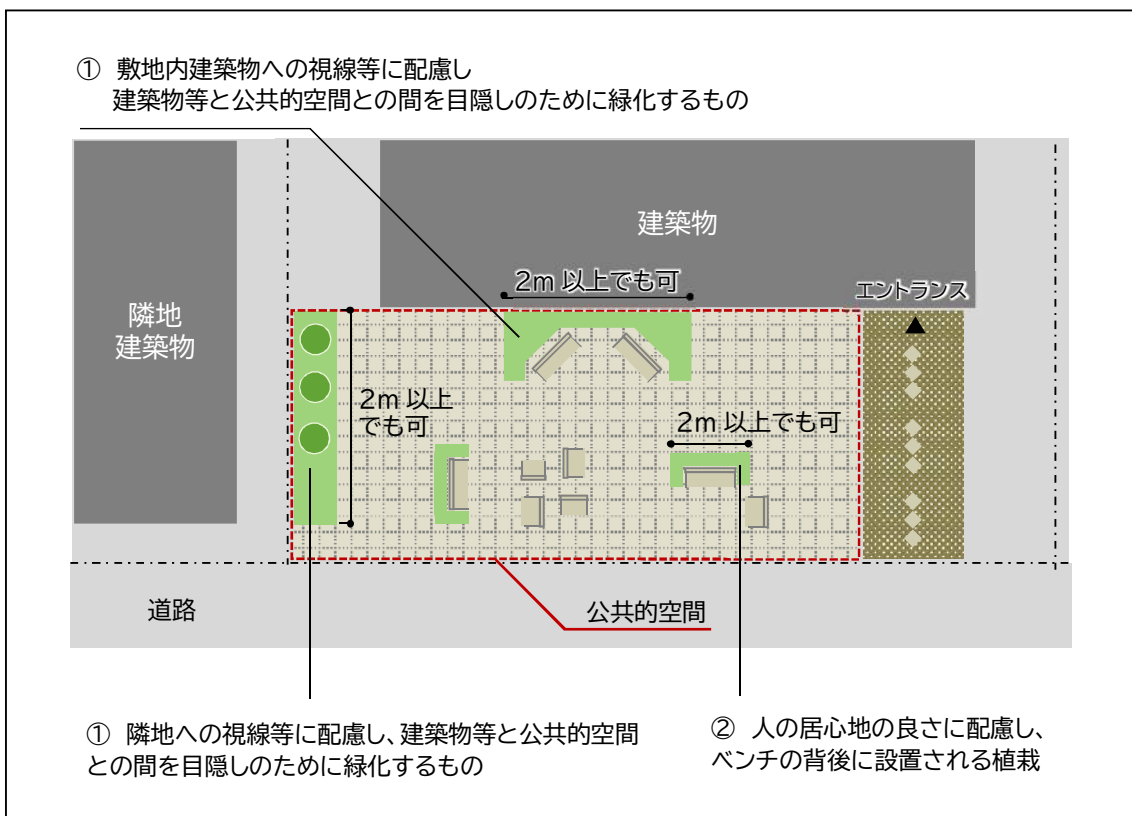 ① 敷地内建築物への視線等に配慮し
建築物等と公共的空間との間を目隠しのために緑化するもの
建築物
2m 以上でも可
エントランス
隣地
建築物
2m 以上
でも可
2m 以上でも可
道路
公共的空間
① 隣地への視線等に配慮し、建築物等と公共的空間
との間を目隠しのために緑化するもの
② 人の居心地の良さに配慮し、
ベンチの背後に設置される植栽